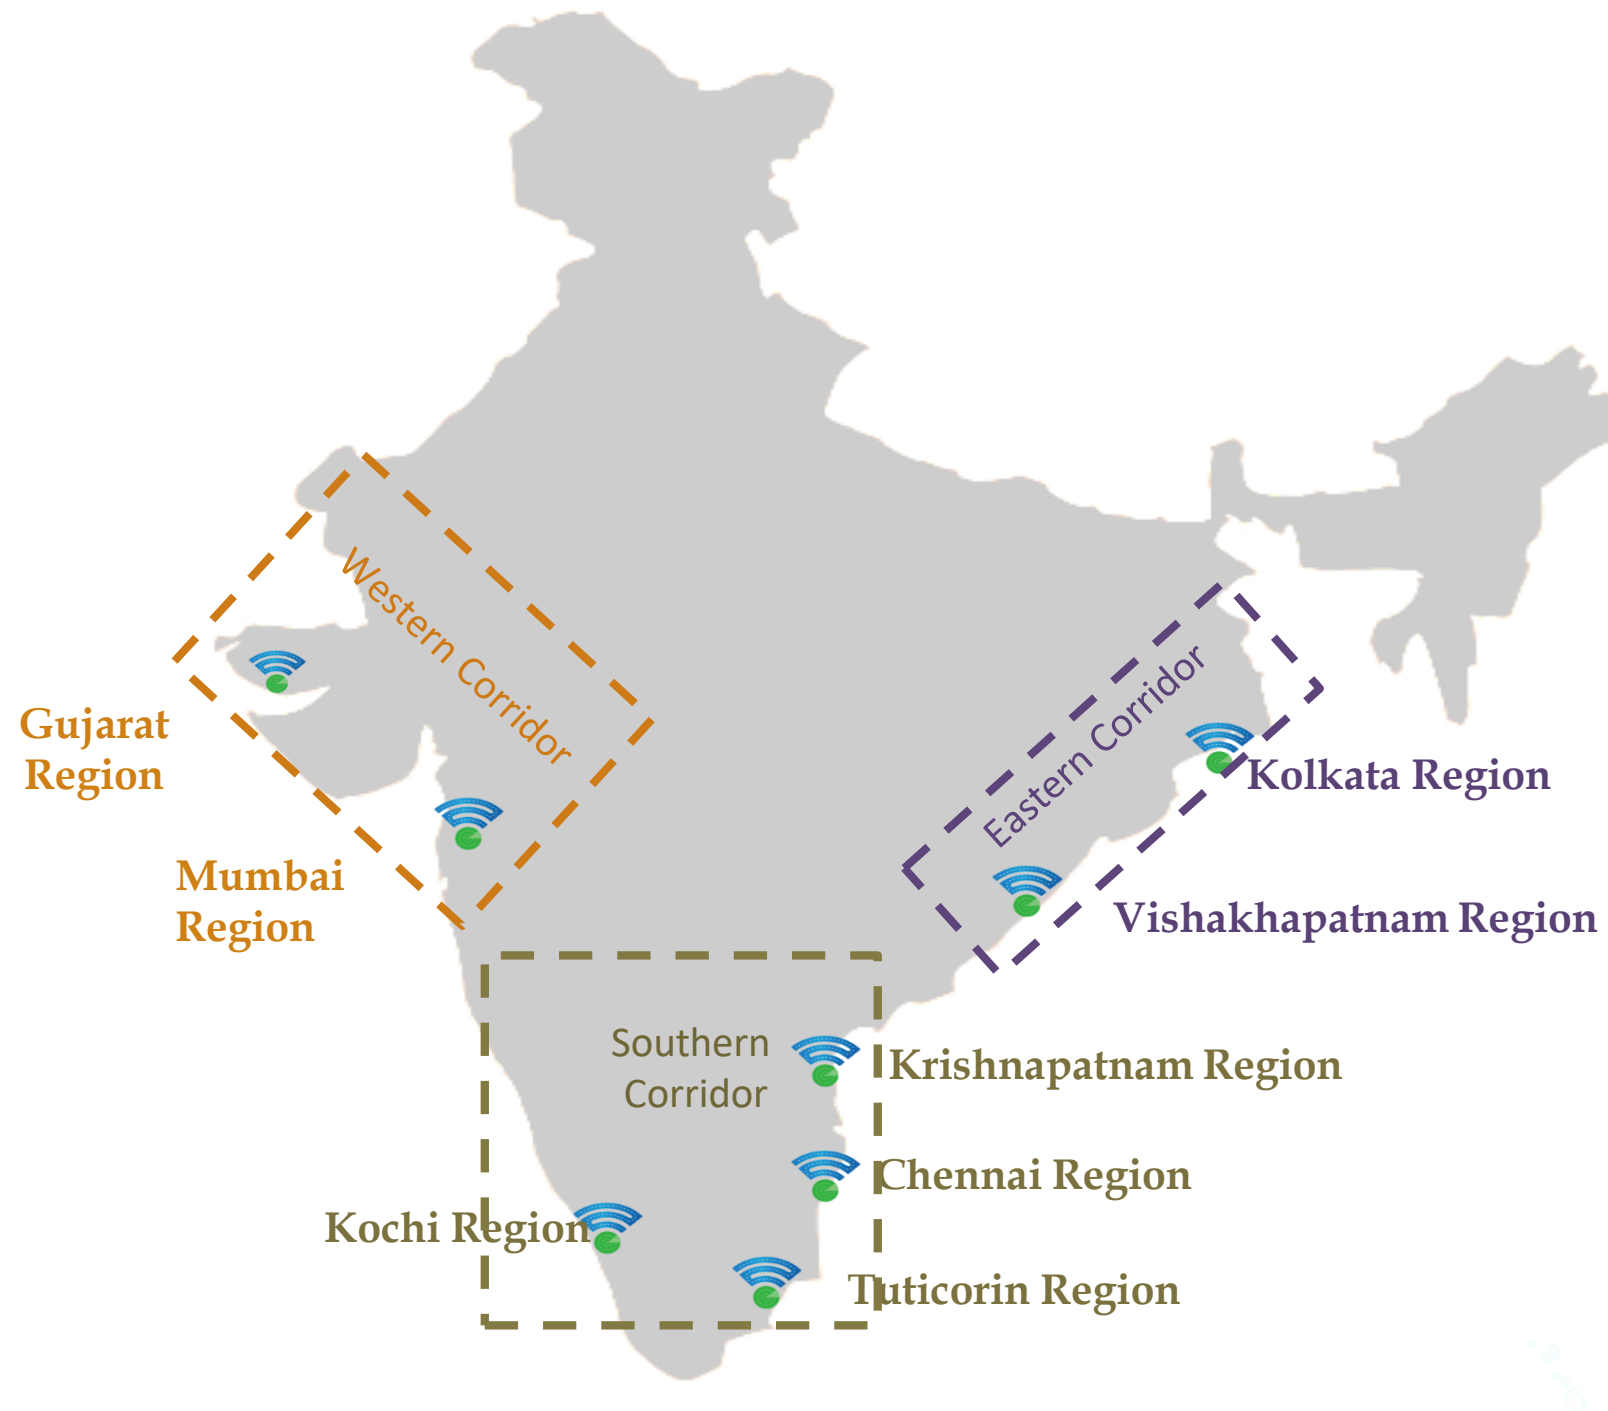 Western Corridor
Gujarat
Region
Mumbai
Region
Eastern Corridor
Kolkata Region
Vishakhapatnam Region
Southern
Corridor
Krishnapatnam Region
Chennai Region
Kochi Region
Tuticorin Region